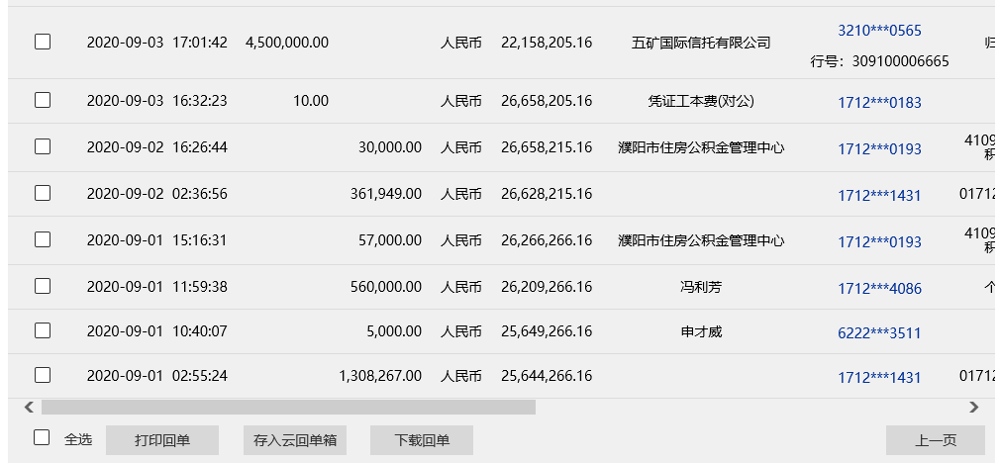 2020-09-03 17:01:42 4,500,000.00 人民币 22,158,205.16 五矿国际信托有限公司 3210***0565 归
行号：309100006665
2020-09-03 16:32:23 10.00 人民币 26,658,205.16 凭证工本费(对公) 1712***0183
2020-09-02 16:26:44 30,000.00 人民币 26,658,215.16 濮阳市住房公积金管理中心 1712***0193 4109
积
2020-09-02 02:36:56 361,949.00 人民币 26,628,215.16 1712***1431 01712
2020-09-01 15:16:31 57,000.00 人民币 26,266,266.16 濮阳市住房公积金管理中心 1712***0193 4109
积
2020-09-01 11:59:38 560,000.00 人民币 26,209,266.16 冯利芳 1712***4086 个
2020-09-01 10:40:07 5,000.00 人民币 25,649,266.16 申才威 6222***3511
2020-09-01 02:55:24 1,308,267.00 人民币 25,644,266.16 1712***1431 01712
全选 打印回单 存入云回单箱 下载回单 上一页